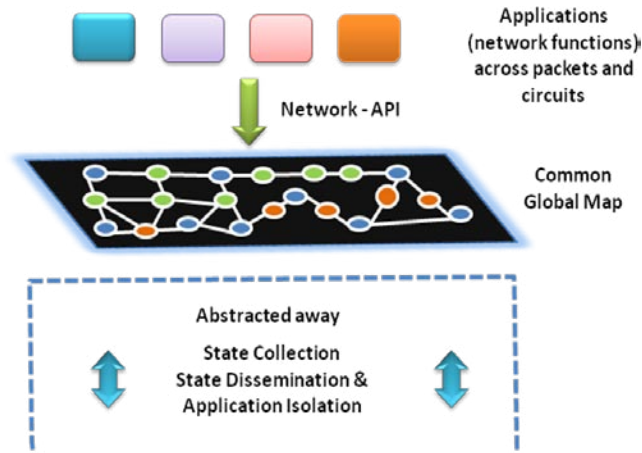 Applications
(network functions)
across packets and
circuits
Network - API
Common
Global Map
Abstracted away
State Collection
State Dissemination &
Application Isolation